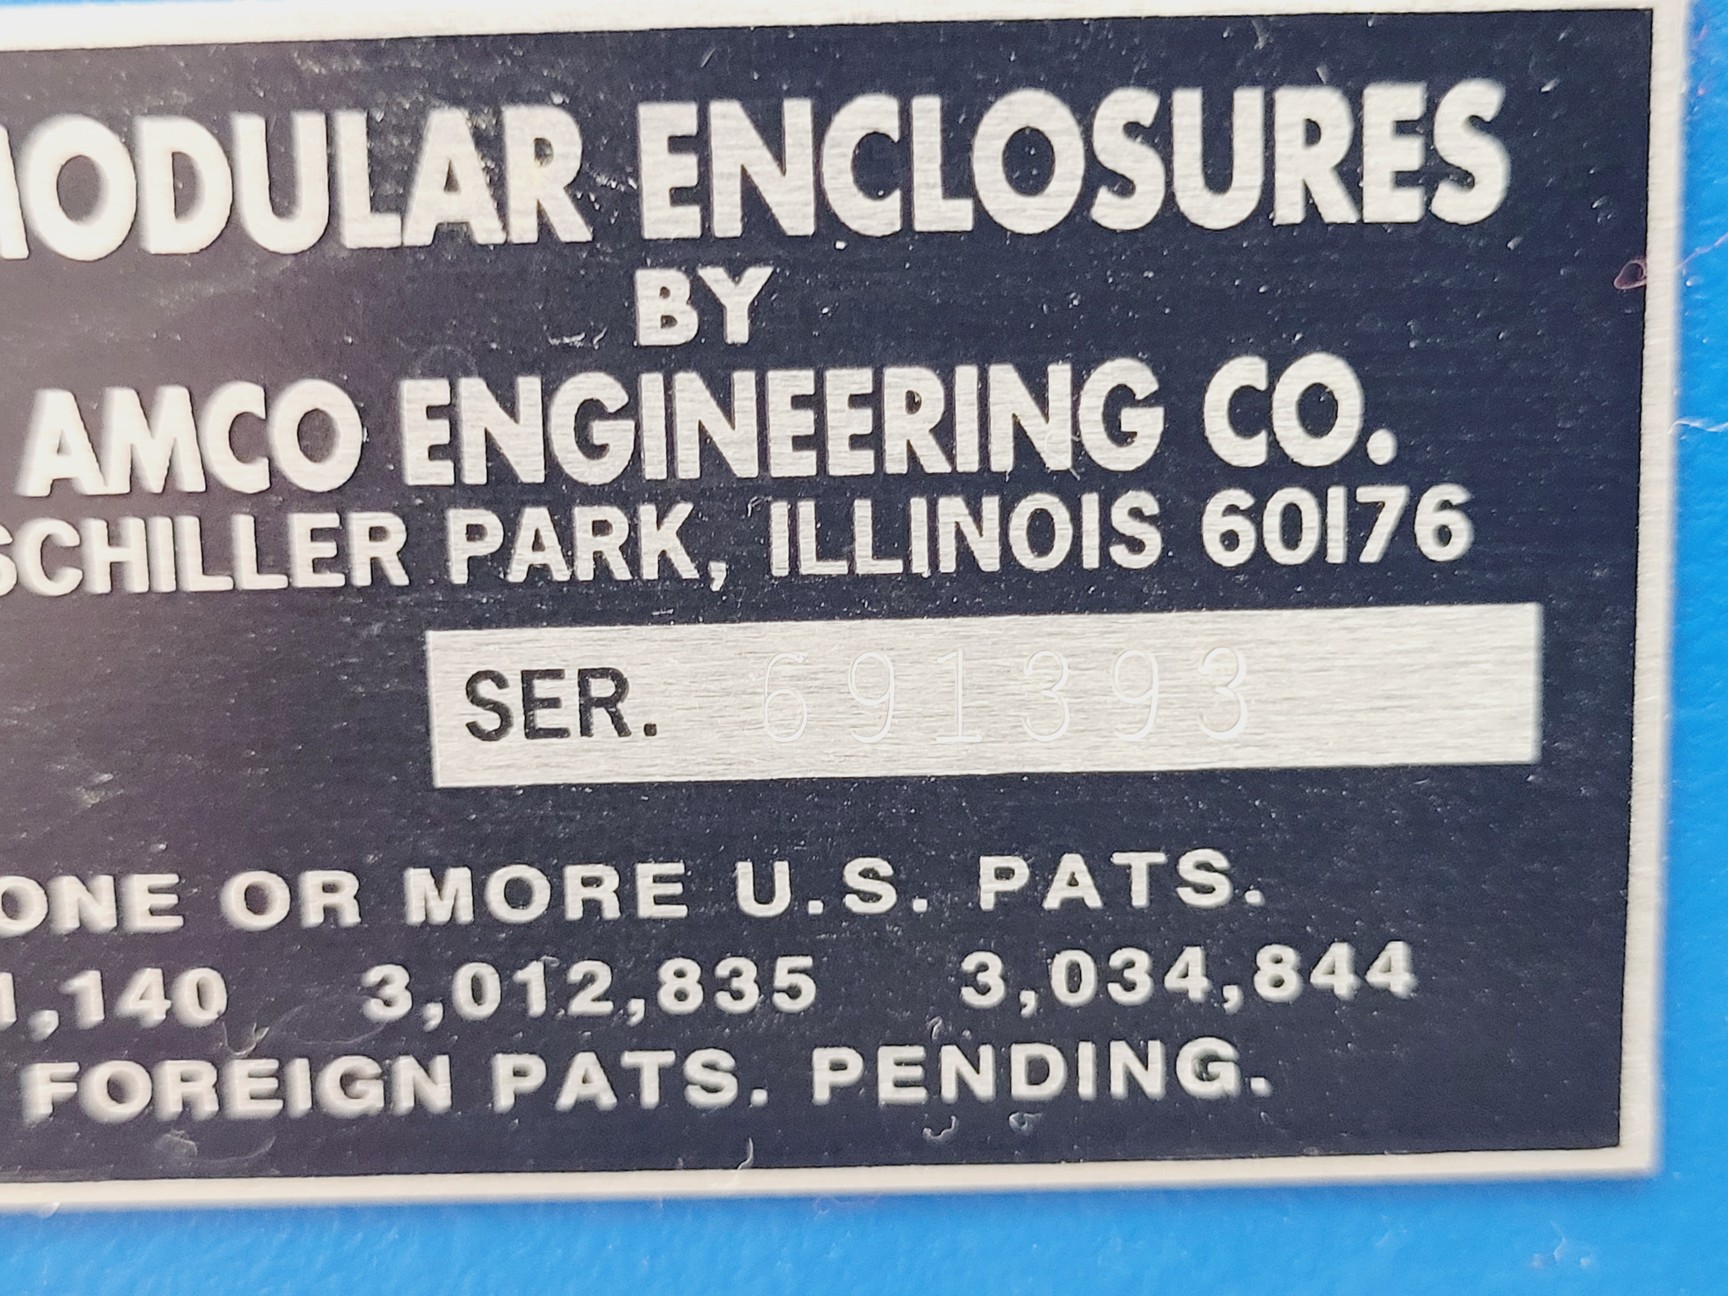 MODULAR ENCLOSURES
BY
AMCO ENGINEERING CO.
SCHILLER PARK, ILLINOIS 60176
SER. 691393
ONE OR MORE U.S. PATS.
1,140 3,012,835 3,034,844
FOREIGN PATS. PENDING.